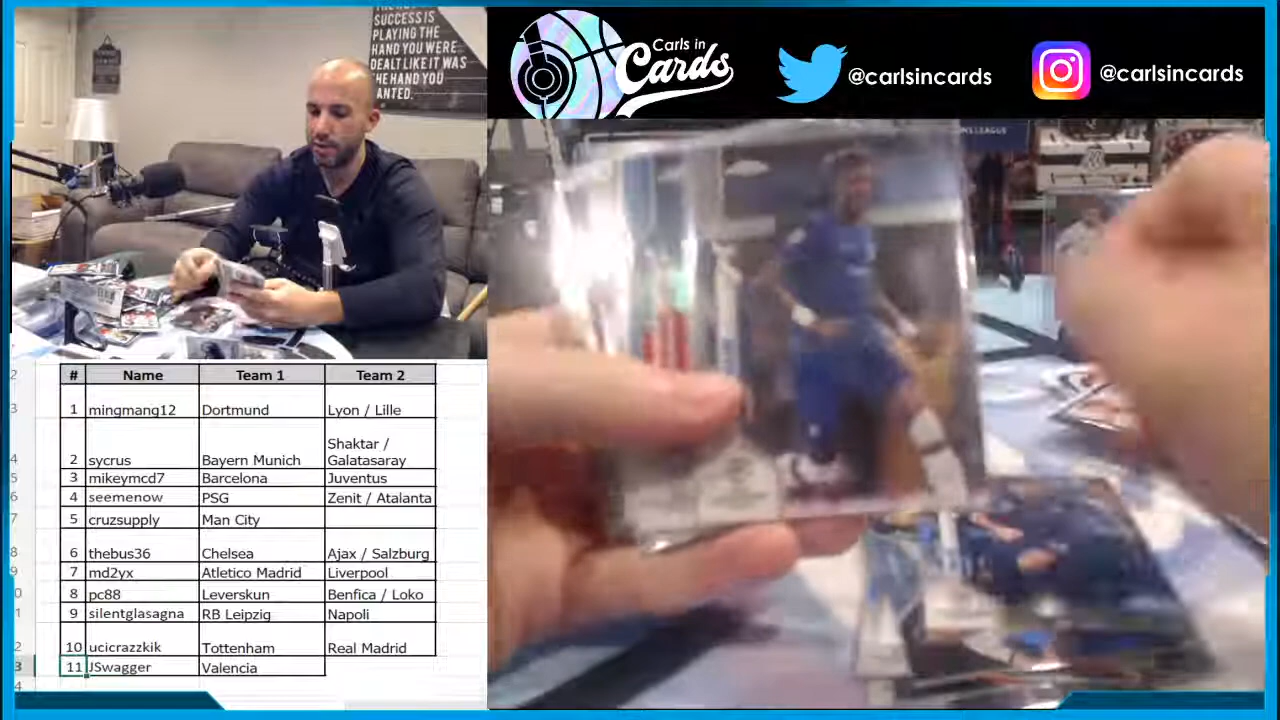 SUCCESS IS
PLAYING THE
HAND YOU WERE
DEALT LIKE IT WAS
THE HAND YOU
WANTED.
Carls in
Cards
@carlsincards
@carlsincards
LEAGUE
# Name Team 1 Team 2
1 mingmang12 Dortmund Lyon / Lille
2 sycrus Bayern Munich Shaktar /
Galatasaray
3 mikeymcd7 Barcelona Juventus
4 seemenow PSG Zenit / Atalanta
5 cruzsupply Man City
6 thebus36 Chelsea Ajax / Salzburg
7 md2yx Atletico Madrid Liverpool
8 pc88 Leverskun Benfica / Loko
9 silentglasagna RB Leipzig Napoli
10 ucicrazzkik Tottenham Real Madrid
11 JSwagger Valencia